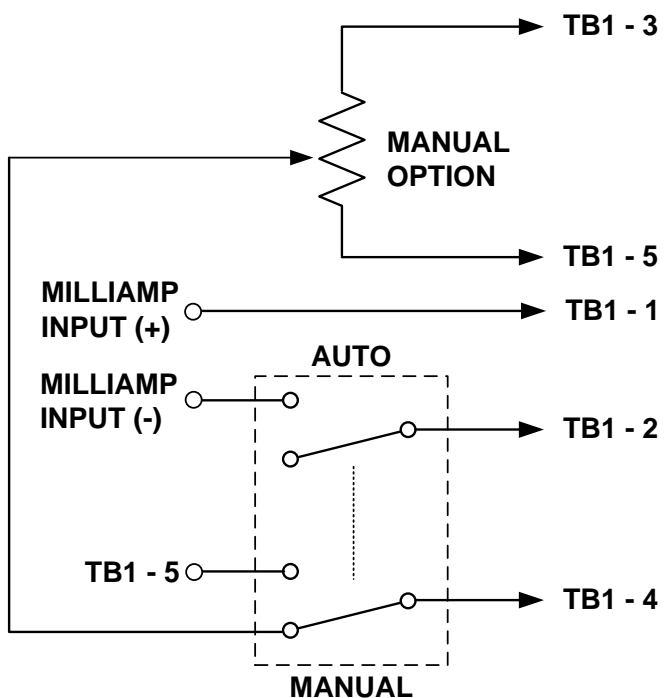 TB1 - 3
MANUAL
OPTION
TB1 - 5
MILLIAMP
INPUT (+)
TB1 - 1
AUTO
MILLIAMP
INPUT (-)
TB1 - 2
TB1 - 5
TB1 - 4
MANUAL